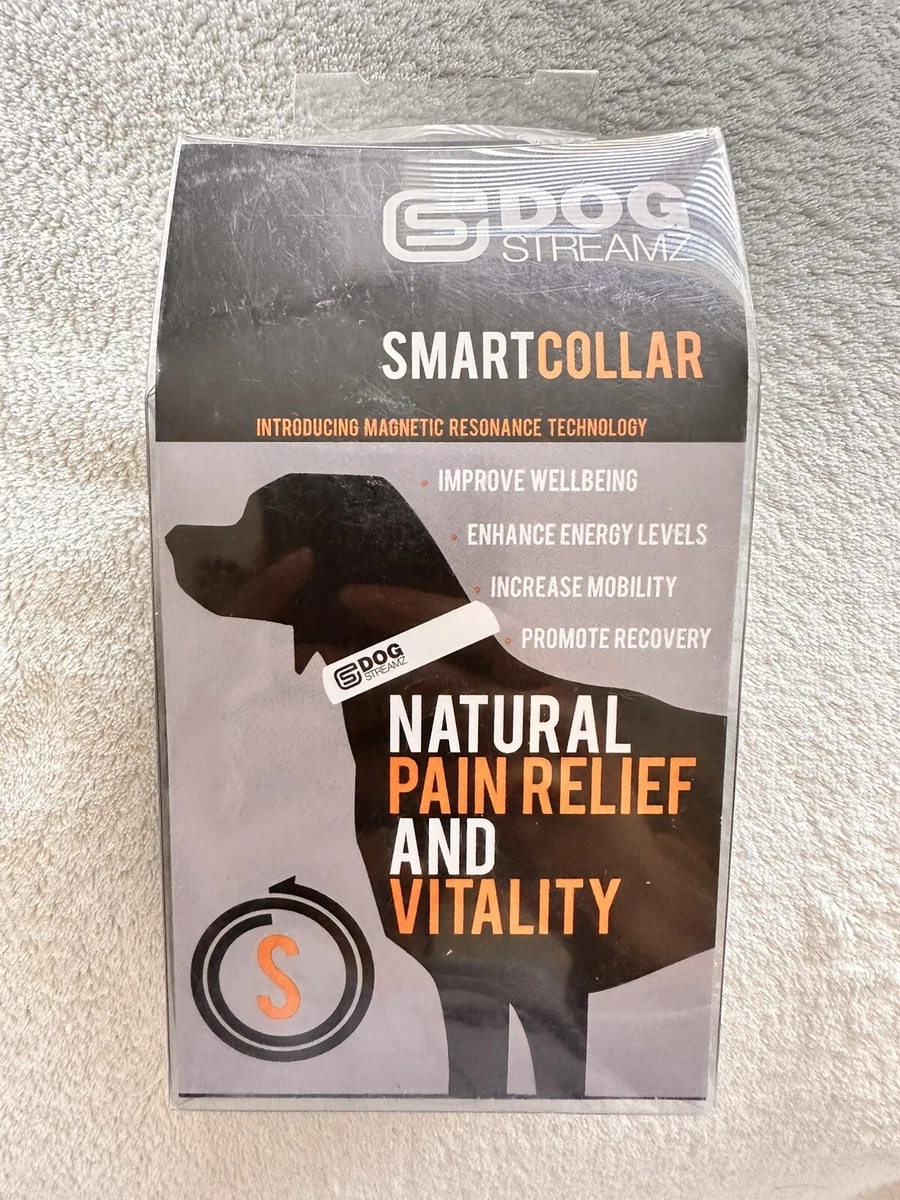 DOG
STREAMZ
SMARTCOLLAR
INTRODUCING MAGNETIC RESONANCE TECHNOLOGY
IMPROVE WELLBEING
ENHANCE ENERGY LEVELS
INCREASE MOBILITY
PROMOTE RECOVERY
DOG
STREAMZ
NATURAL
PAIN RELIEF
AND
VITALITY
S